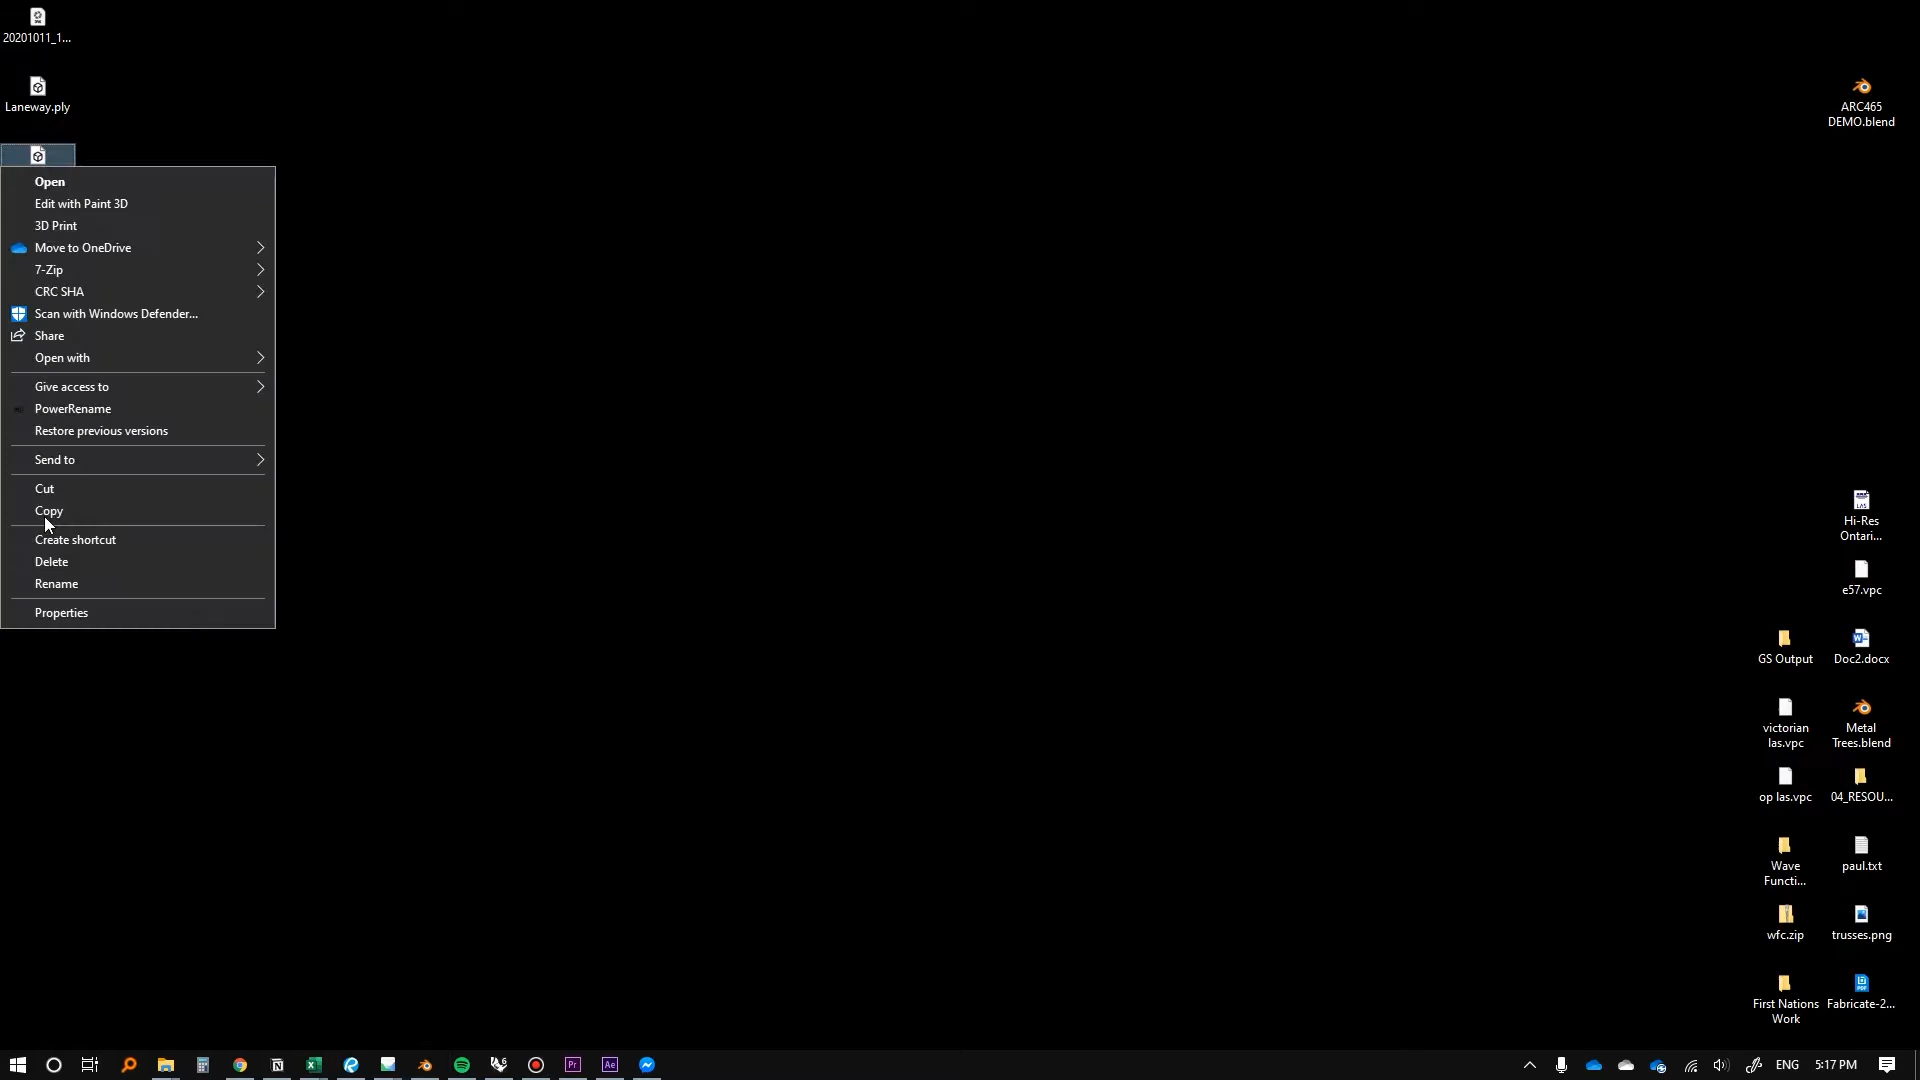 20201011_1...
Laneway.ply
Open
Edit with Paint 3D
3D Print
Move to OneDrive
7-Zip
CRC SHA
Scan with Windows Defender...
Share
Open with
Give access to
PowerRename
Restore previous versions
Send to
Cut
Copy
Create shortcut
Delete
Rename
Properties
ARC465
DEMO.blend
Hi-Res
Ontari...
e57.vpc
GS Output
Doc2.docx
victorian
las.vpc
Metal
Trees.blend
op las.vpc
04_RESOU...
Wave
Functi...
paul.txt
wfc.zip
trusses.png
First Nations
Work
Fabricate-2...
ENG
5:17 PM